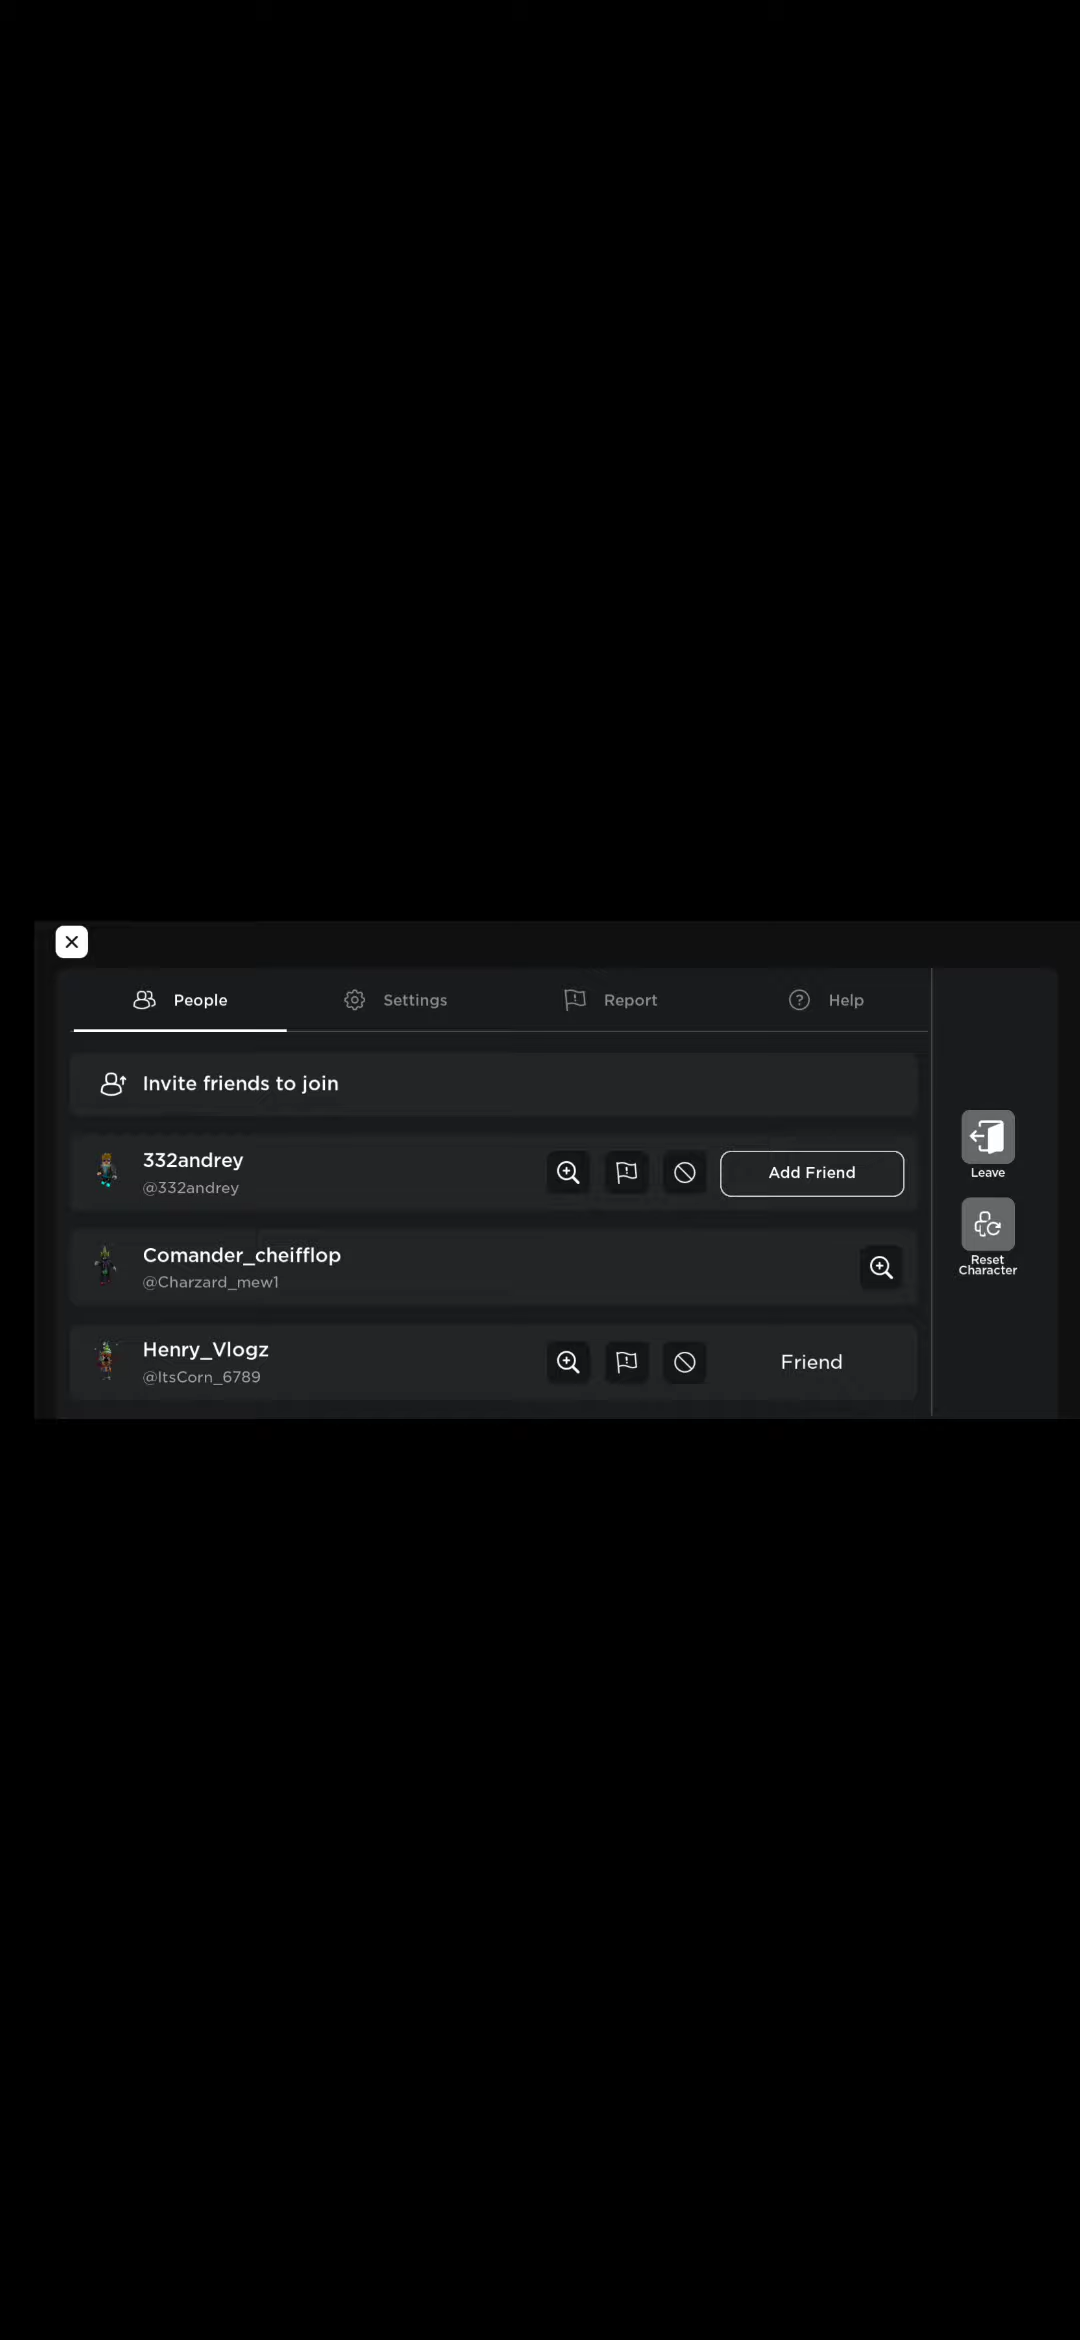 People
Settings
Report
Help
Invite friends to join
332andrey
@332andrey
Add Friend
Comander_cheifflop
@Charzard_mew1
Henry_Vlogz
@ItsCorn_6789
Friend
Leave
Reset
Character